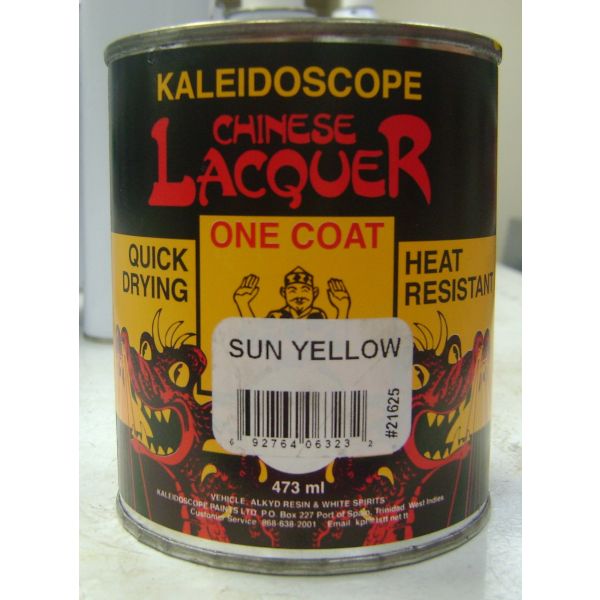 KALEIDOSCOPE
CHINESE
LACQUER
ONE COAT
QUICK
DRYING
HEAT
RESISTANT
SUN YELLOW
6 92764 06323 2
#21625
473 ml
VEHICLE: ALKYD RESIN & WHITE SPIRITS
KALEIDOSCOPE PAINTS LTD, P.O. Box 227 Port of Spain, Trinidad, West Indies
Customer Service 868-638-2001 Email